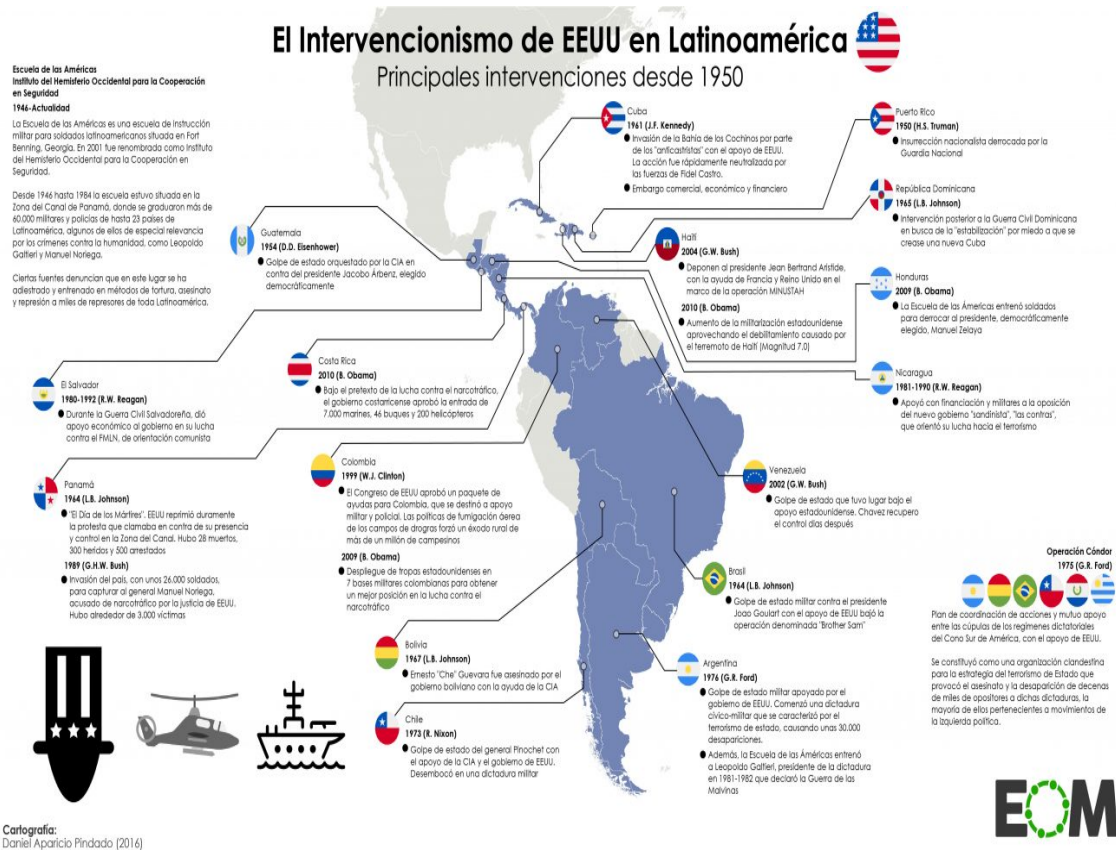 El Intervencionismo de EEUU en Latinoamérica
Principales intervenciones desde 1950
Escuela de las Américas
Instituto del Hemisferio Occidental para la Cooperación
en Seguridad
1946-Actualidad
La Escuela de las Américas es una escuela de instrucción
militar para soldados latinoamericanos situada en Fort
Benning, Georgia. En 2001 fue renombrada como Instituto
del Hemisferio Occidental para la Cooperación en
Seguridad.
Desde 1946 hasta 1984 la escuela estuvo situada en la
Zona del Canal de Panamá, donde se graduaron más de
60.000 militares y policías de hasta 23 países de
Latinoamérica, algunos de ellos de especial relevancia
por los crímenes contra la humanidad, como Leopoldo
Galtieri y Manuel Noriega.
Ciertas fuentes denuncian que en este lugar se ha
adiestrado y entrenado en métodos de tortura, asesinato
y represión a miles de represores de toda Latinoamérica.
Cuba
1961 (J.F. Kennedy)
● Invasión de la Bahía de los Cochinos por parte
de los "anticastristas" con el apoyo de EEUU.
La acción fue rápidamente neutralizada por
las fuerzas de Fidel Castro.
● Embargo comercial, económico y financiero
Puerto Rico
1950 (H.S. Truman)
● Insurrección nacionalista derrocada por la
Guardia Nacional
República Dominicana
1965 (L.B. Johnson)
● Intervención posterior a la Guerra Civil Dominicana
en busca de la "estabilización" por miedo a que se
crease una nueva Cuba
Guatemala
1954 (D.D. Eisenhower)
● Golpe de estado orquestado por la CIA en
contra del presidente Jacobo Árbenz, elegido
democráticamente
Haití
2004 (G.W. Bush)
● Deponen al presidente Jean Bertrand Aristide,
con la ayuda de Francia y Reino Unido en el
marco de la operación MINUSTAH
2010 (B. Obama)
● Aumento de la militarización estadounidense
aprovechando el debilitamiento causado por
el terremoto de Haití (Magnitud 7,0)
Honduras
2009 (B. Obama)
● La Escuela de las Ámericas entrenó soldados
para derrocar al presidente, democráticamente
elegido, Manuel Zelaya
Nicaragua
1981-1990 (R.W. Reagan)
● Apoyó con financiación y militares a la oposición
del nuevo gobierno "sandinista", "las contras",
que orientó su lucha hacia el terrorismo
El Salvador
1980-1992 (R.W. Reagan)
● Durante la Guerra Civil Salvadoreña, dió
apoyo económico al gobierno en su lucha
contra el FMLN, de orientación comunista
Costa Rica
2010 (B. Obama)
● Bajo el pretexto de la lucha contra el narcotráfico,
el gobierno costarricense aprobó la entrada de
7.000 marines, 46 buques y 200 helicópteros
Panamá
1964 (L.B. Johnson)
● "El Día de los Mártires". EEUU reprimió duramente
la protesta que clamaba en contra de su presencia
y control en la Zona del Canal. Hubo 28 muertos,
300 heridos y 500 arrestados
1989 (G.H.W. Bush)
● Invasión del país, con unos 26.000 soldados,
para capturar al general Manuel Noriega,
acusado de narcotráfico por la justicia de EEUU.
Hubo alrededor de 3.000 víctimas
Colombia
1999 (W.J. Clinton)
● El Congreso de EEUU aprobó un paquete de
ayudas para Colombia, que se destinó a apoyo
militar y policial. Las políticas de fumigación áerea
de los campos de drogras forzó un éxodo rural de
más de un millón de campesinos
2009 (B. Obama)
● Despliegue de tropas estadounidenses en
7 bases militares colombianas para obtener
un mejor posición en la lucha contra el
narcotráfico
Venezuela
2002 (G.W. Bush)
● Golpe de estado que tuvo lugar bajo el
apoyo estadounidense. Chavez recupero
el control días después
Brasil
1964 (L.B. Johnson)
● Golpe de estado militar contra el presidente
Joao Goulart con el apoyo de EEUU bajó la
operación denominada "Brother Sam"
Operación Cóndor
1975 (G.R. Ford)
Plan de coordinación de acciones y mutuo apoyo
entre las cúpulas de los regimenes dictatoriales
del Cono Sur de América, con el apoyo de EEUU.
Se constituyó como una organización clandestina
para la estrategia del terrorismo de Estado que
provocó el asesinato y la desaparición de decenas
de miles de opositores a dichas dictaduras, la
mayoría de ellos pertenecientes a movimientos de
la izquierda política.
Bolivia
1967 (L.B. Johnson)
● Ernesto "Che" Guevara fue asesinado por el
gobierno boliviano con la ayuda de la CIA
Argentina
1976 (G.R. Ford)
● Golpe de estado militar apoyado por el
gobierno de EEUU. Comenzó una dictadura
cívico-militar que se caracterizó por el
terrorismo de estado, causando unas 30.000
desapariciones.
● Además, la Escuela de las Américas entrenó
a Leopoldo Galtieri, presidente de la dictadura
en 1981-1982 que declaró la Guerra de las
Malvinas
Chile
1973 (R. Nixon)
● Golpe de estado del general Pinochet con
el apoyo de la CIA y el gobierno de EEUU.
Desembocó en una dictadura militar
EOM
Cartografía:
Daniel Aparicio Pindado (2016)